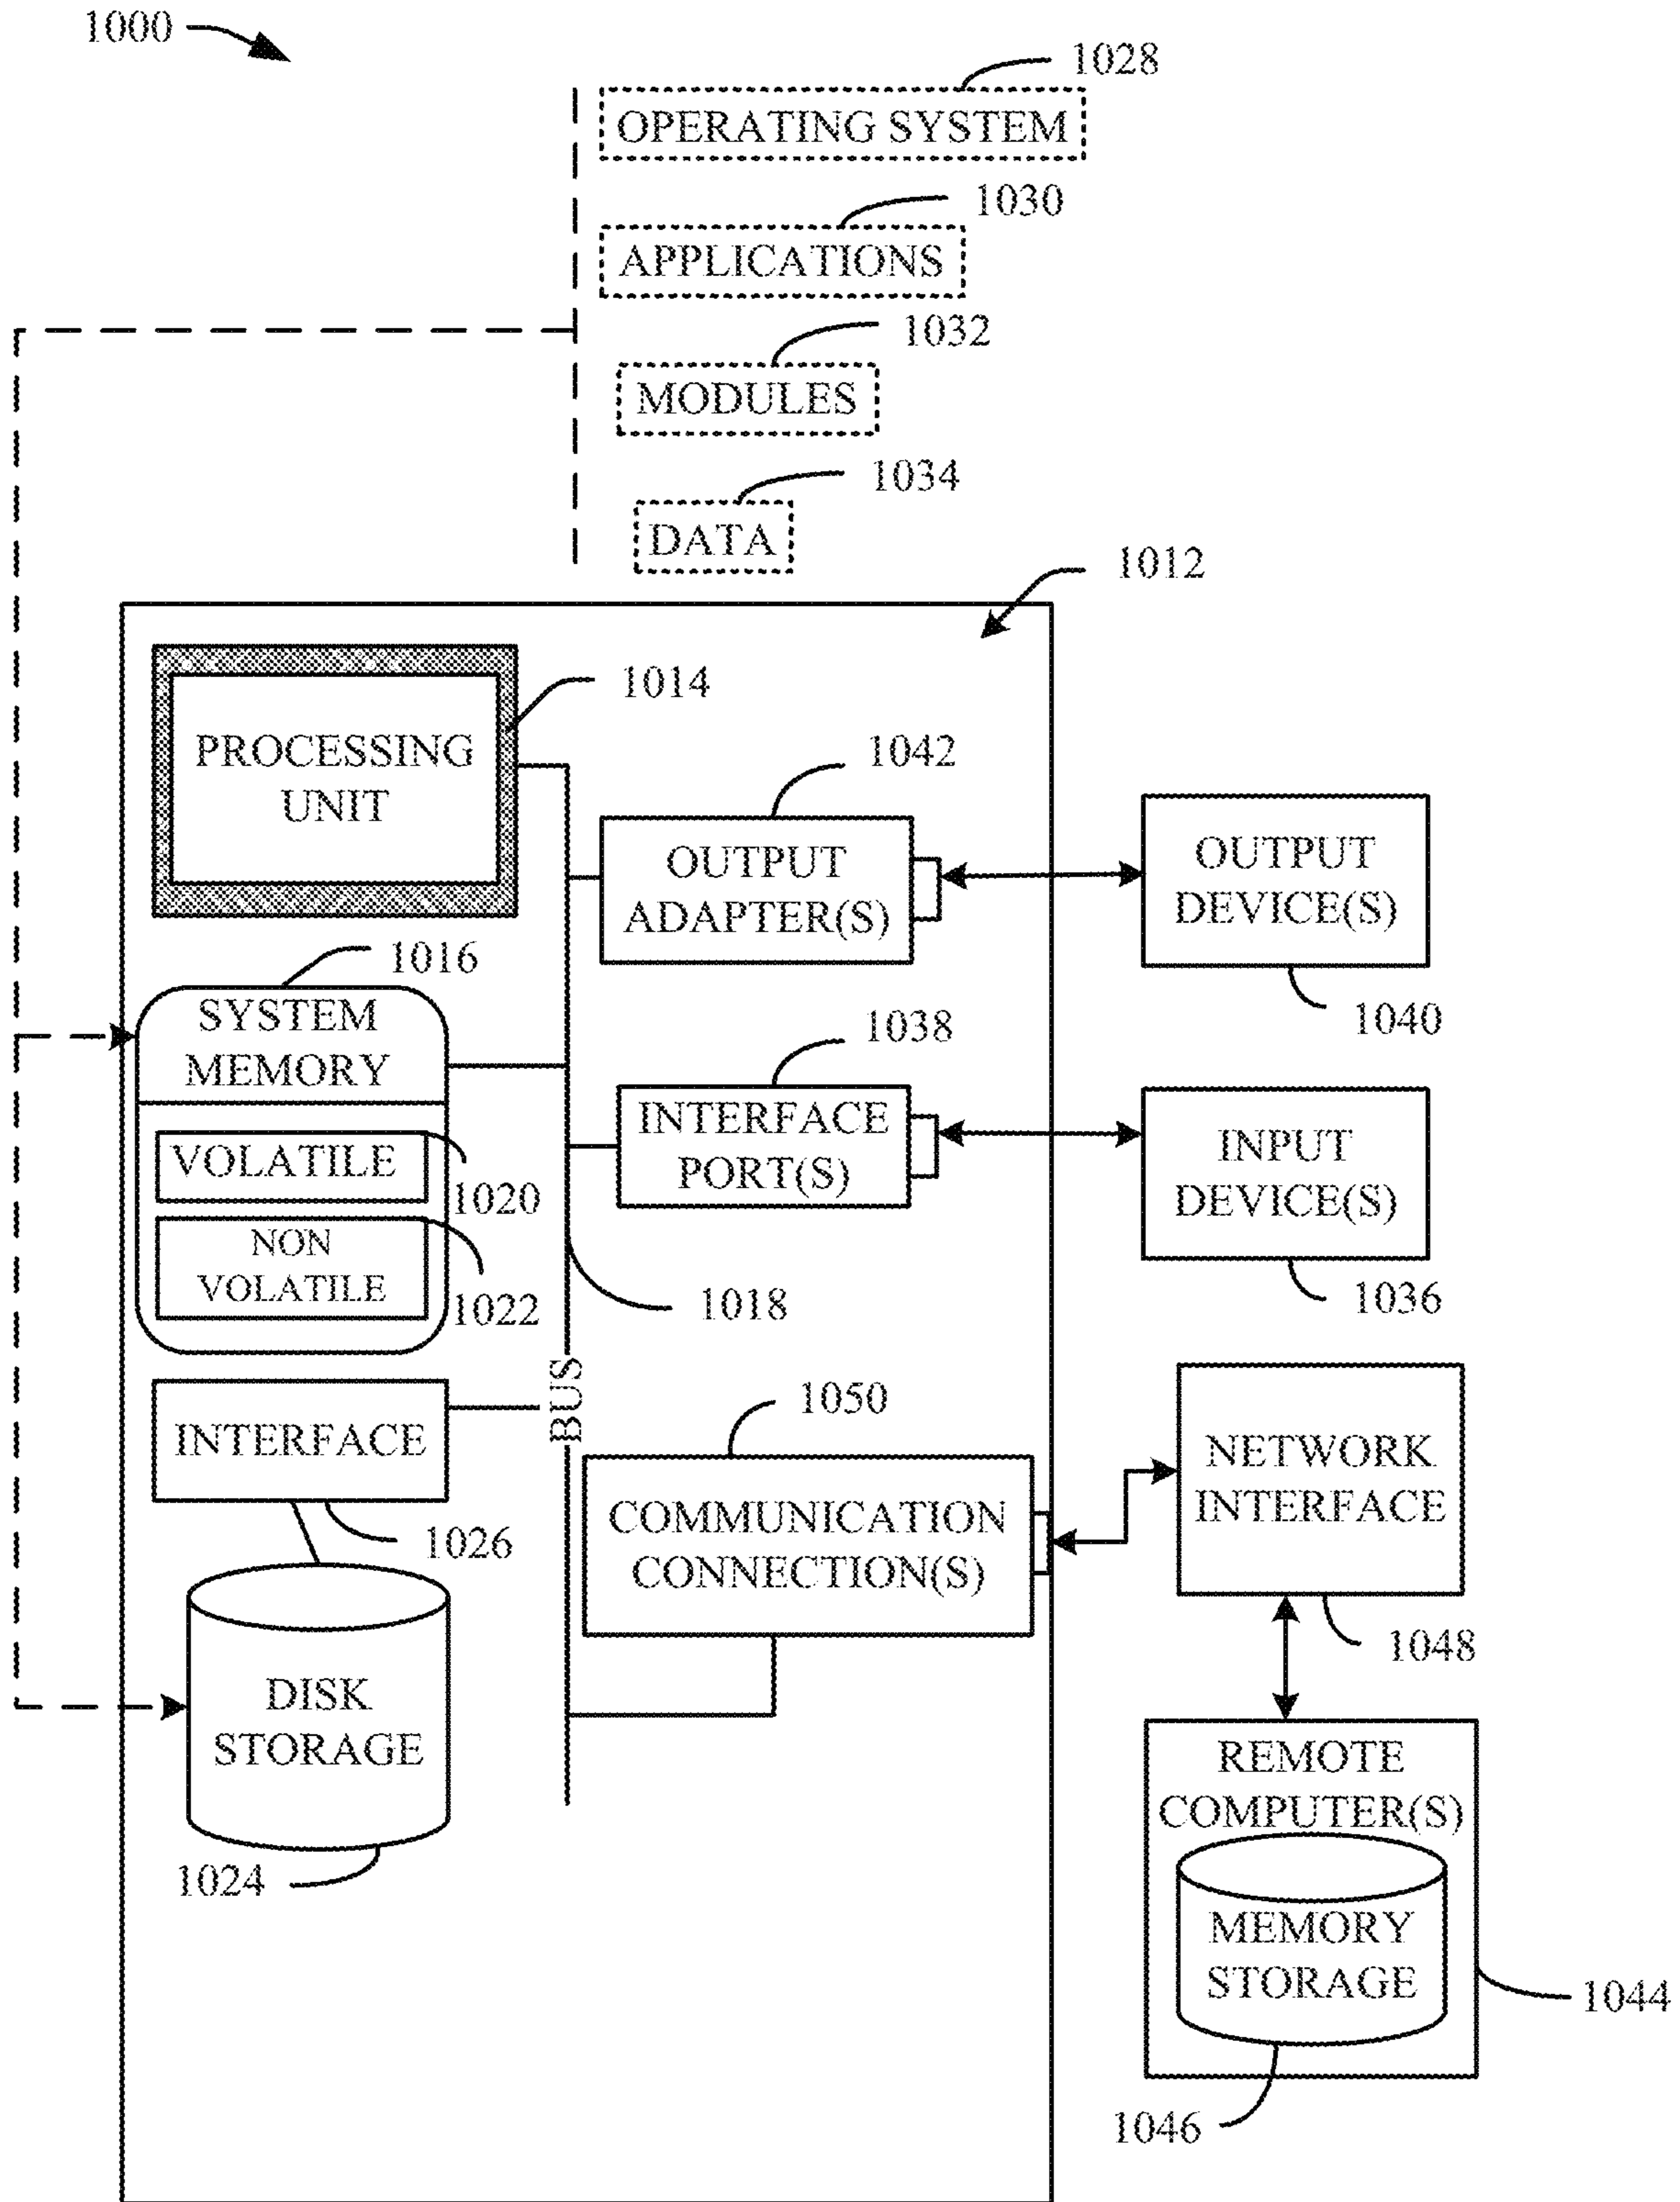 1000
1028
OPERATING SYSTEM
1030
APPLICATIONS
1032
MODULES
1034
DATA
1012
PROCESSING
UNIT
1014
1042
OUTPUT
ADAPTER(S)
OUTPUT
DEVICE(S)
1040
1016
SYSTEM
MEMORY
VOLATILE
1020
NON
VOLATILE
1022
1038
INTERFACE
PORT(S)
INPUT
DEVICE(S)
1036
1018
BUS
INTERFACE
1026
1050
COMMUNICATION
CONNECTION(S)
NETWORK
INTERFACE
1048
DISK
STORAGE
1024
REMOTE
COMPUTER(S)
MEMORY
STORAGE
1044
1046